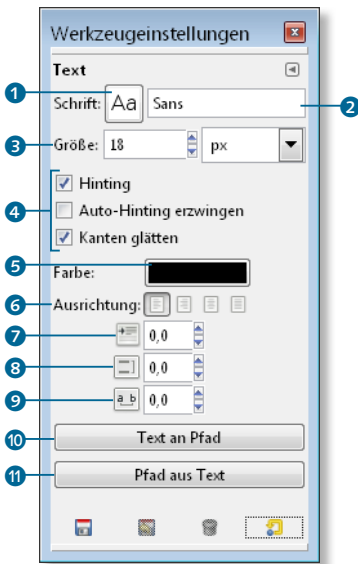 Werkzeugeinstellungen
Text
1 Schrift: Aa Sans 2
3 Größe: 18 px
4
Hinting
Auto-Hinting erzwingen
Kanten glätten
5 Farbe:
6 Ausrichtung:
7 0,0
8 0,0
9 a b 0,0
10 Text an Pfad
11 Pfad aus Text